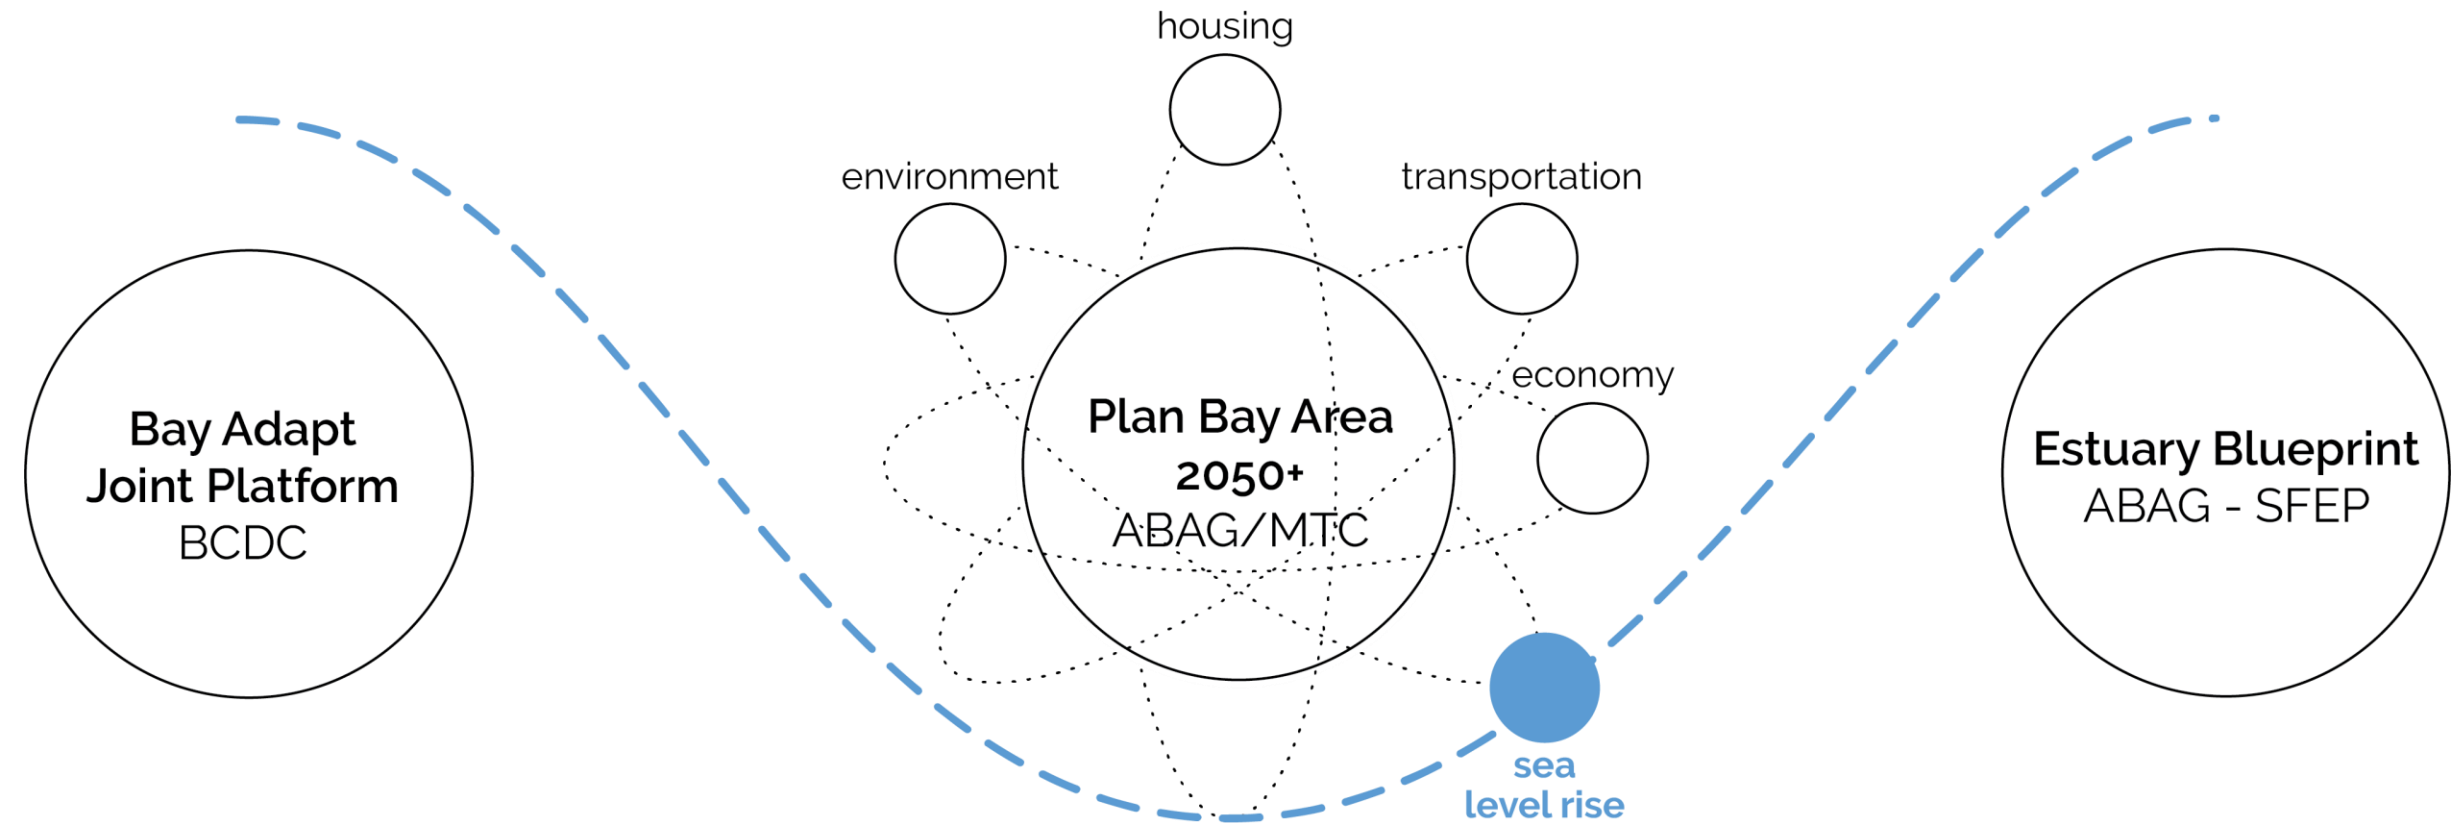 housing
environment
transportation
economy
Bay Adapt
Joint Platform
BCDC
Plan Bay Area
2050+
ABAG/MTC
Estuary Blueprint
ABAG - SFEP
sea
level rise